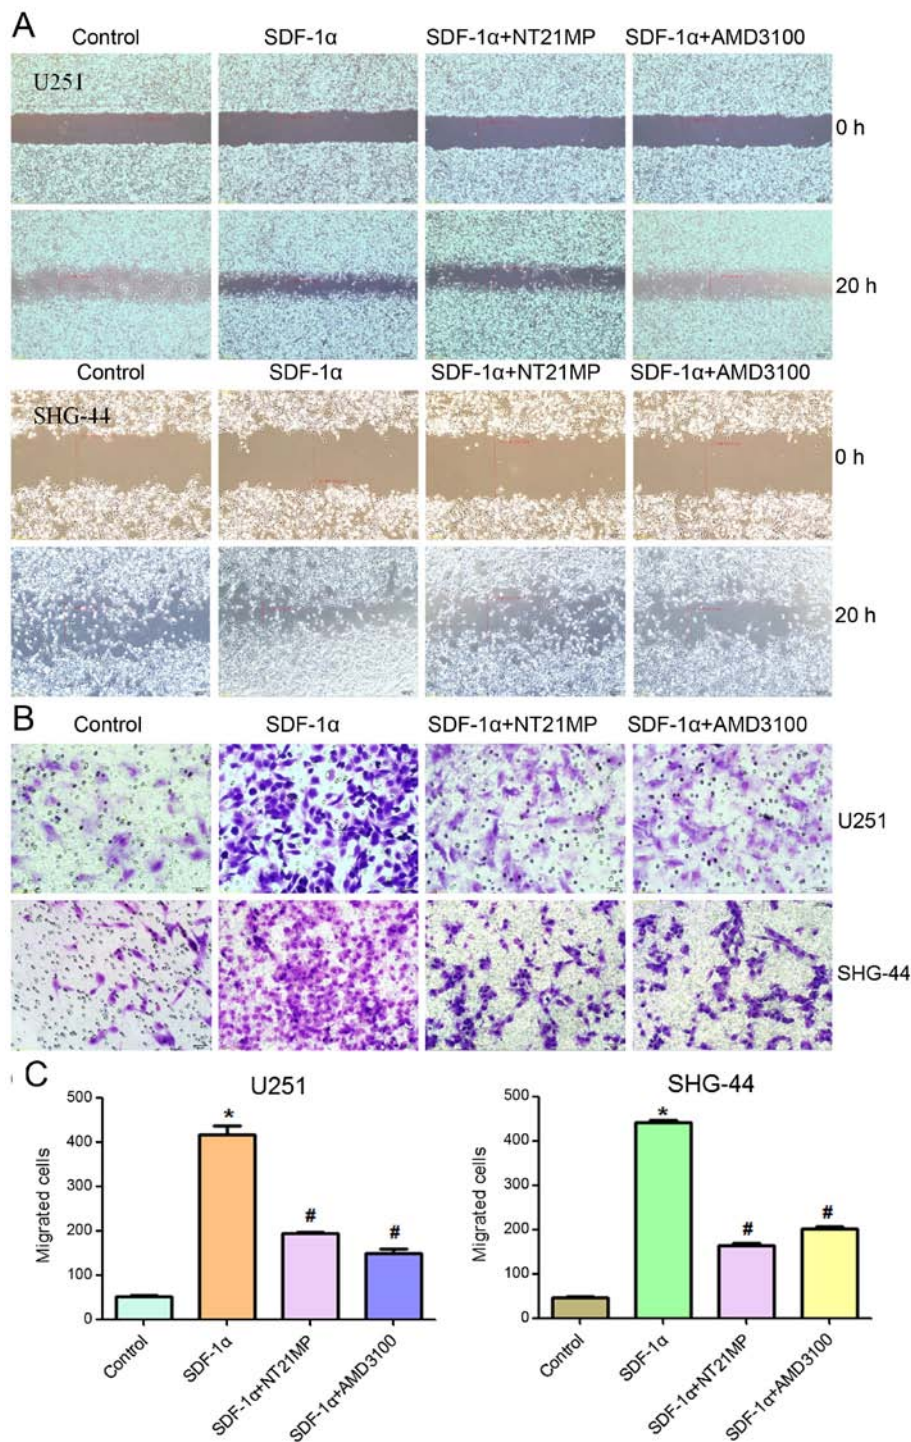 A
Control SDF-1α SDF-1α+NT21MP SDF-1α+AMD3100
U251
0 h
20 h
Control SDF-1α SDF-1α+NT21MP SDF-1α+AMD3100
SHG-44
0 h
20 h
B
Control SDF-1α SDF-1α+NT21MP SDF-1α+AMD3100
U251
SHG-44
C
U251
Migrated cells
500
400
300
200
100
0
*
#
#
Control
SDF-1α
SDF-1α+NT21MP
SDF-1α+AMD3100
SHG-44
Migrated cells
500
400
300
200
100
0
*
#
#
Control
SDF-1α
SDF-1α+NT21MP
SDF-1α+AMD3100